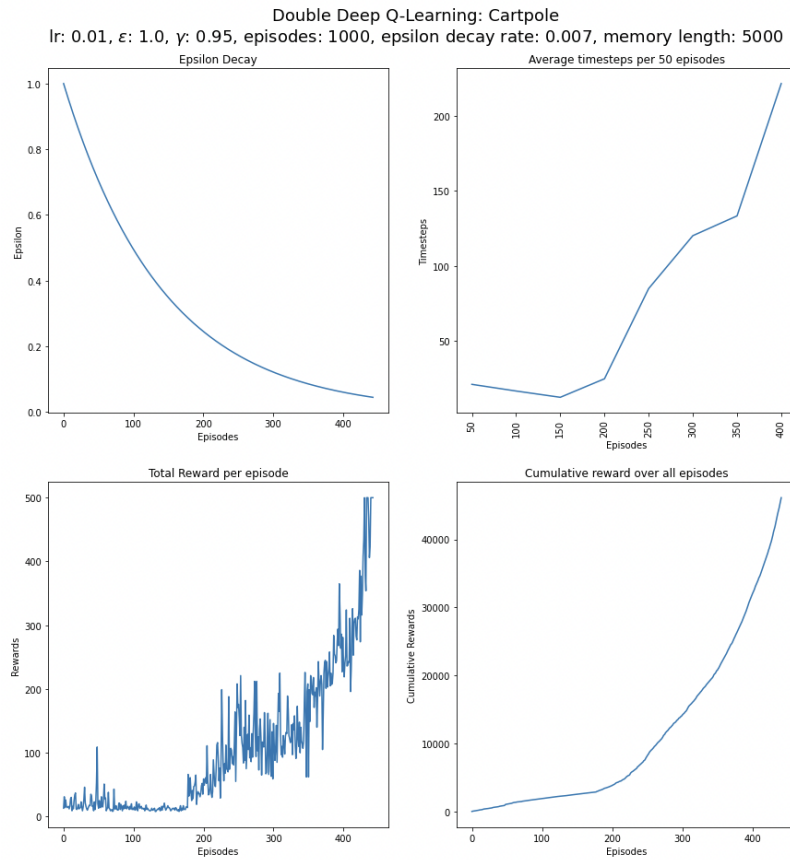 Double Deep Q-Learning: Cartpole
lr: 0.01, ε: 1.0, γ: 0.95, episodes: 1000, epsilon decay rate: 0.007, memory length: 5000
Epsilon Decay
1.0
0.8
0.6
0.4
0.2
0.0
Epsilon
0 100 200 300 400
Episodes
Average timesteps per 50 episodes
200
150
100
50
Timesteps
50 100 150 200 250 300 350 400
Episodes
Total Reward per episode
500
400
300
200
100
0
Rewards
0 100 200 300 400
Episodes
Cumulative reward over all episodes
40000
30000
20000
10000
0
Cumulative Rewards
0 100 200 300 400
Episodes